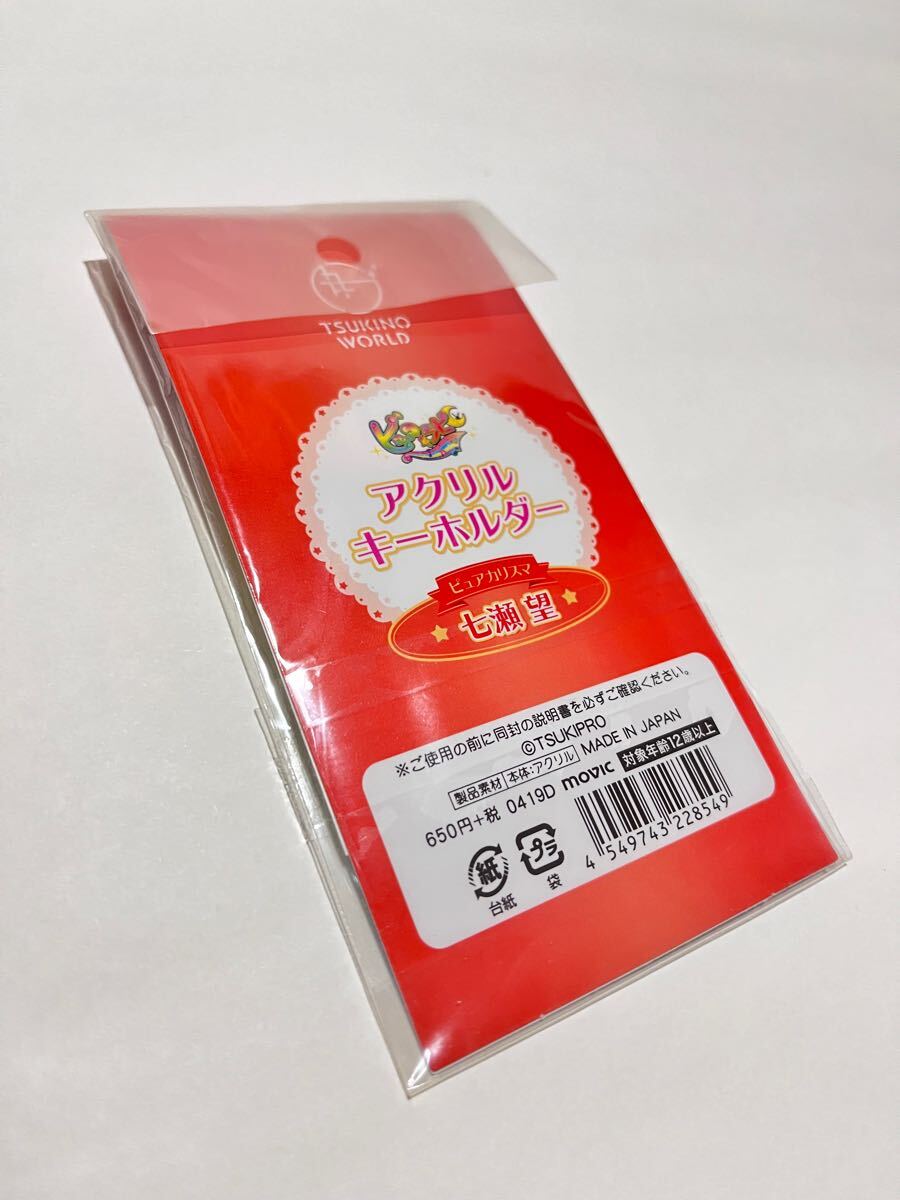 TSUKINO
WORLD
アクリル
キーホルダー
ピュアカリスマ
七瀬 望
※ご使用の前に同封の説明書を必ずご確認ください。
©TSUKIPRO
製品素材 本体:アクリル MADE IN JAPAN
650円+税 0419D movic 対象年齢12歳以上
紙 プラ
台紙 袋
4 549743 228549